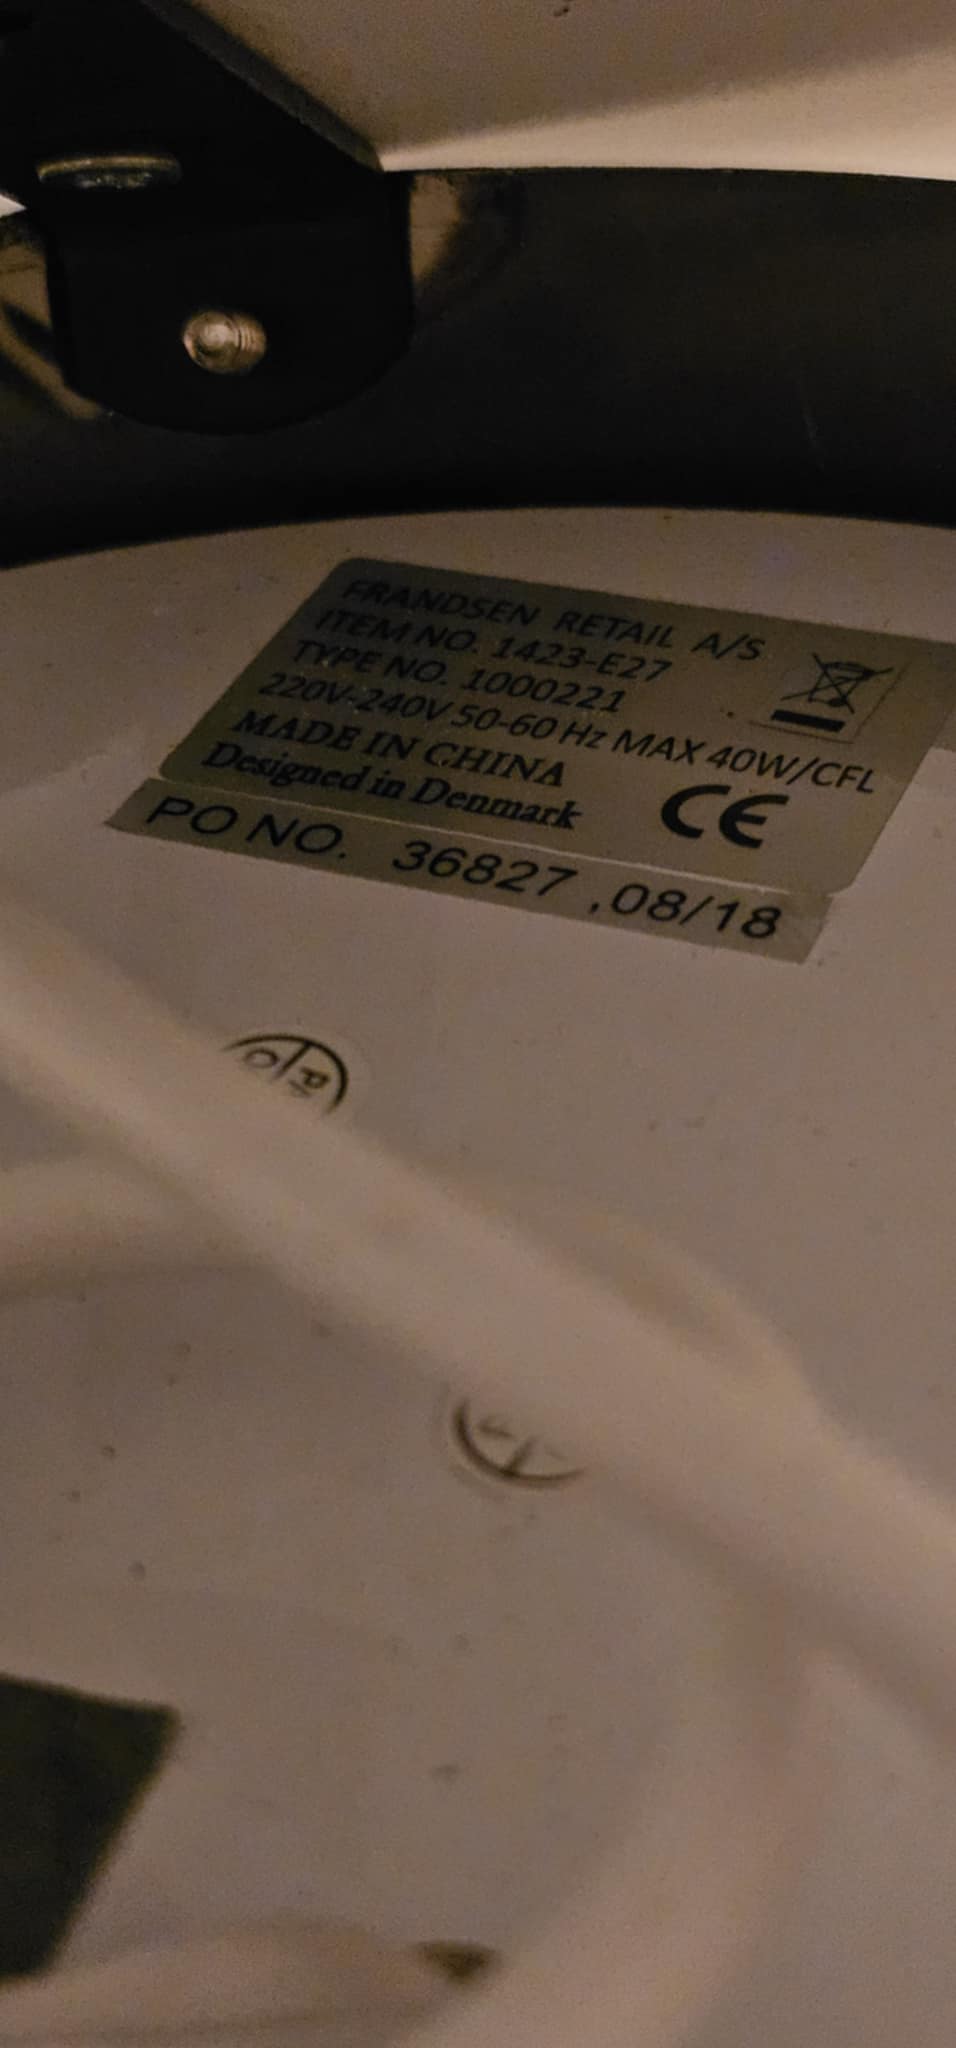 FRANDSEN RETAIL A/S
ITEM NO. 1423-E27
TYPE NO. 1000221
220V-240V 50-60 Hz MAX 40W/CFL
MADE IN CHINA
Designed in Denmark
CE
PO NO. 36827 ,08/18